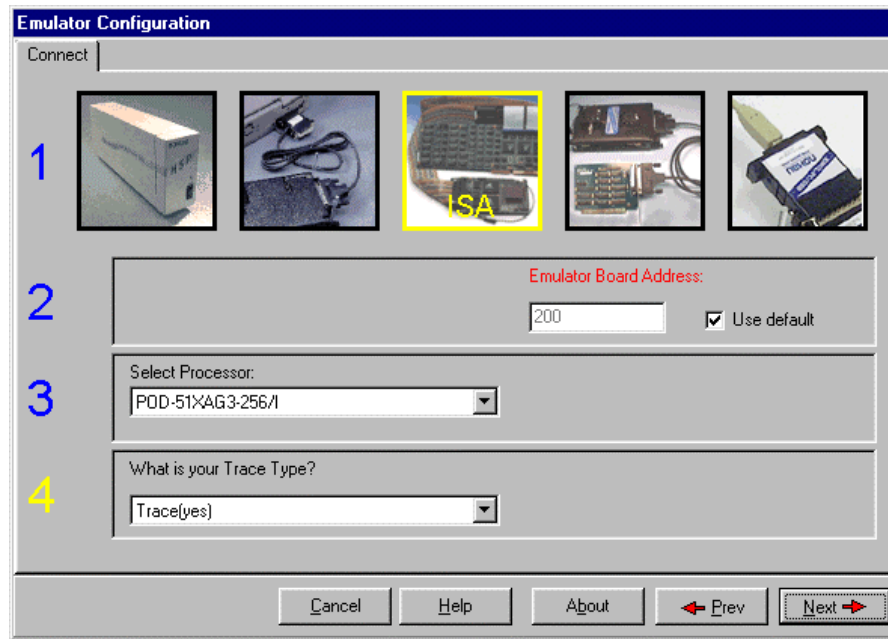 Emulator Configuration
Connect
1
HSP
ISA
2
Emulator Board Address:
200
Use default
3
Select Processor:
POD-51XAG3-256/I
4
What is your Trace Type?
Trace(yes)
Cancel
Help
About
Prev
Next